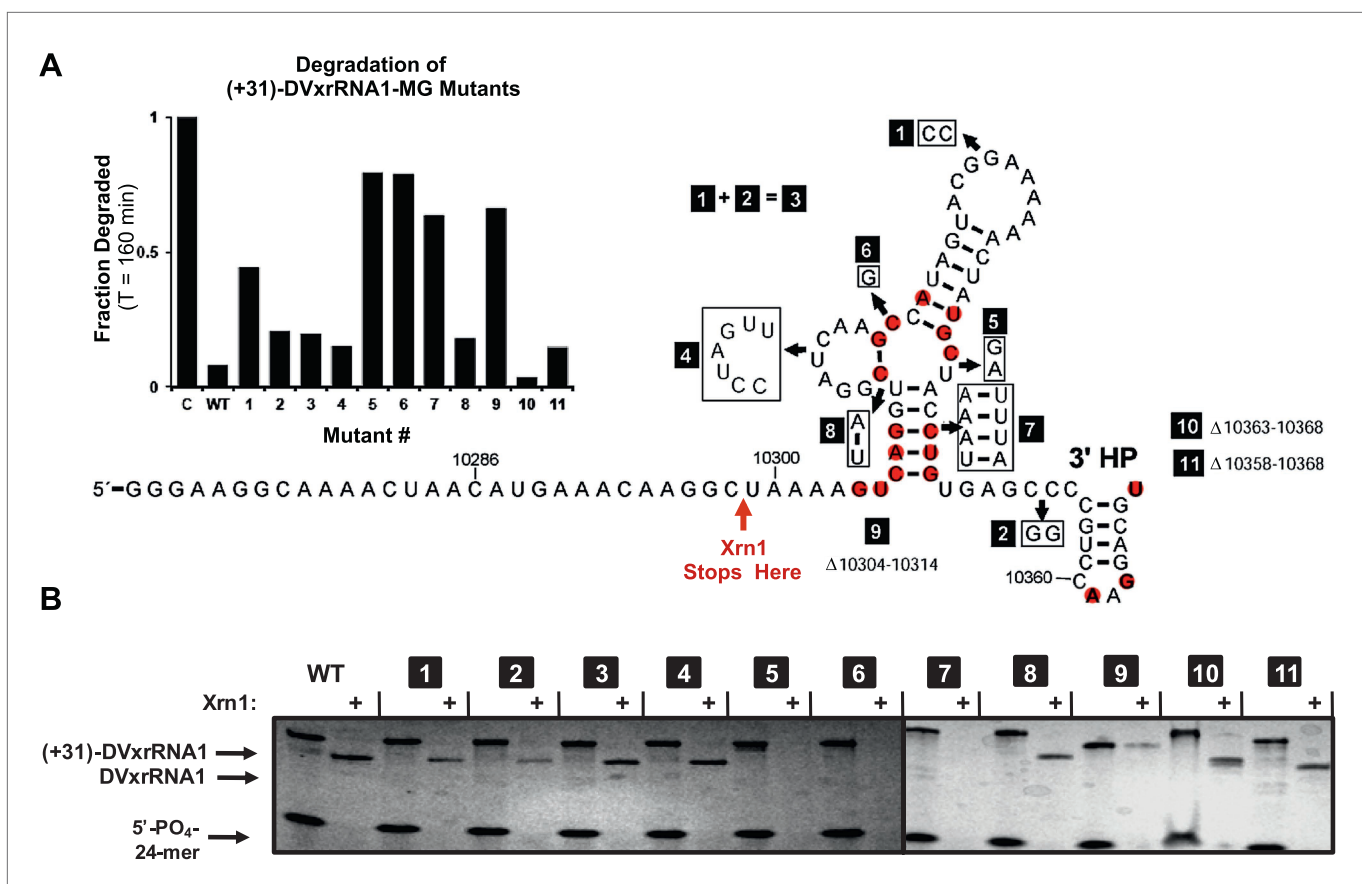 A
Degradation of
(+31)-DVxrRNA1-MG Mutants
Fraction Degraded
(T = 160 min)
1
0.5
0
C WT 1 2 3 4 5 6 7 8 9 10 11
Mutant #
1 + 2 = 3
1 CC
6
G
4
CUAGUU
CC
5
G
A
8
A
U
7
A-U
A-U
A-U
U-A
10 Δ10363-10368
11 Δ10358-10368
3' HP
10286
10300
5´-GGGAAGGCAAAACUAACAUGAAACAAGGCUAAAAGU
UGAGCCC
Xrn1
Stops Here
9
Δ10304-10314
2 GG
10360
B
WT 1 2 3 4 5 6 7 8 9 10 11
Xrn1: + + + + + + + + + + + +
(+31)-DVxrRNA1
DVxrRNA1
5'-PO₄-
24-mer